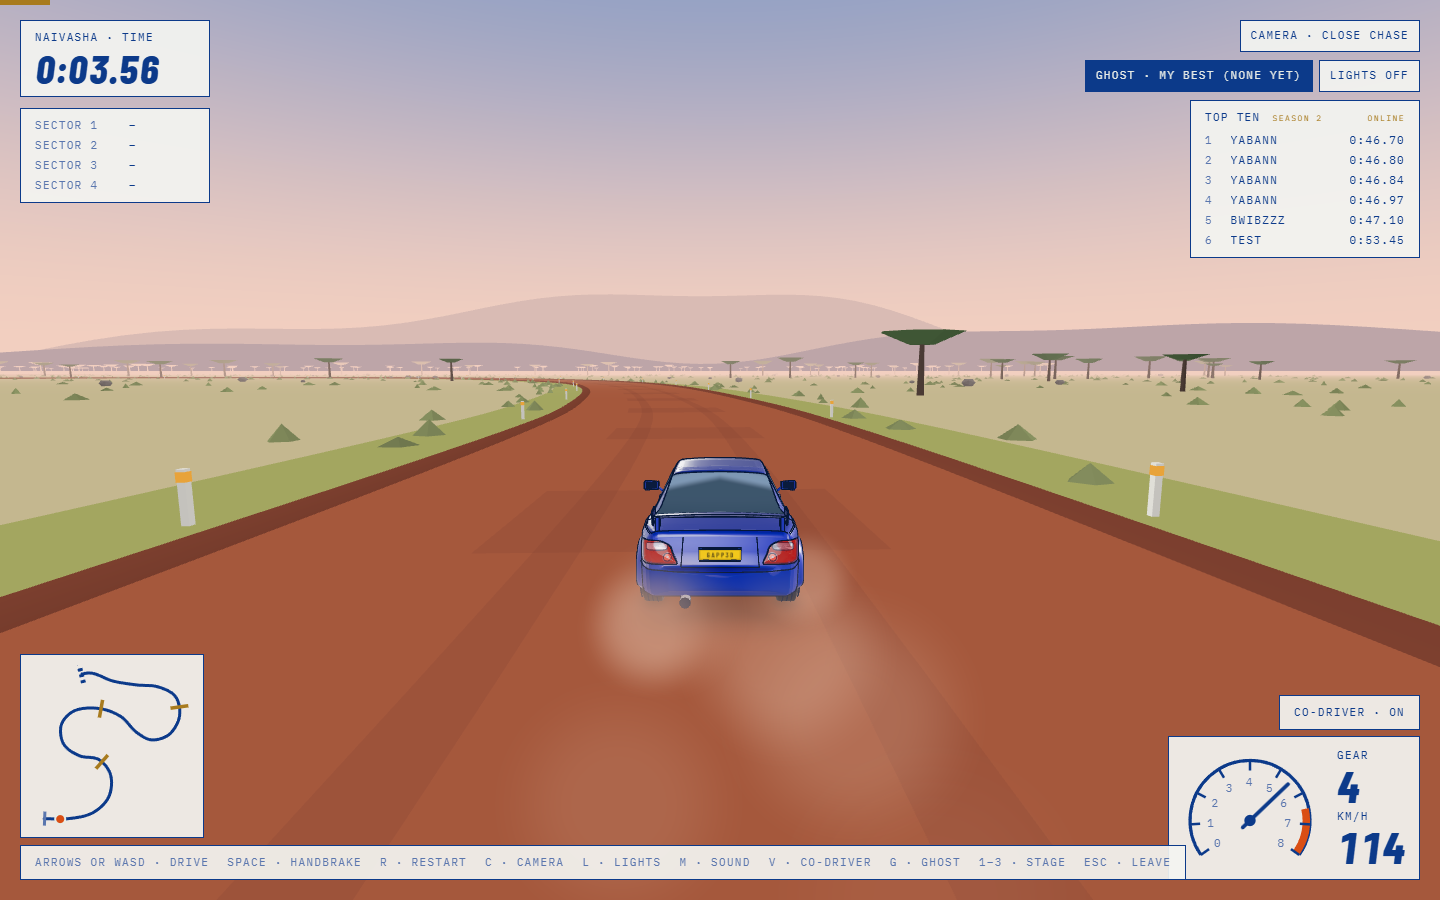 NAIVASHA · TIME
0:03.56
SECTOR 1 –
SECTOR 2 –
SECTOR 3 –
SECTOR 4 –
CAMERA · CLOSE CHASE
GHOST · MY BEST (NONE YET)
LIGHTS OFF
TOP TEN SEASON 2 ONLINE
1 YABANN 0:46.70
2 YABANN 0:46.80
3 YABANN 0:46.84
4 YABANN 0:46.97
5 BWIBZZZ 0:47.10
6 TEST 0:53.45
CO-DRIVER · ON
0 1 2 3 4 5 6 7 8
GEAR
4
KM/H
114
ARROWS OR WASD · DRIVE SPACE · HANDBRAKE R · RESTART C · CAMERA L · LIGHTS M · SOUND V · CO-DRIVER G · GHOST 1–3 · STAGE ESC · LEAVE